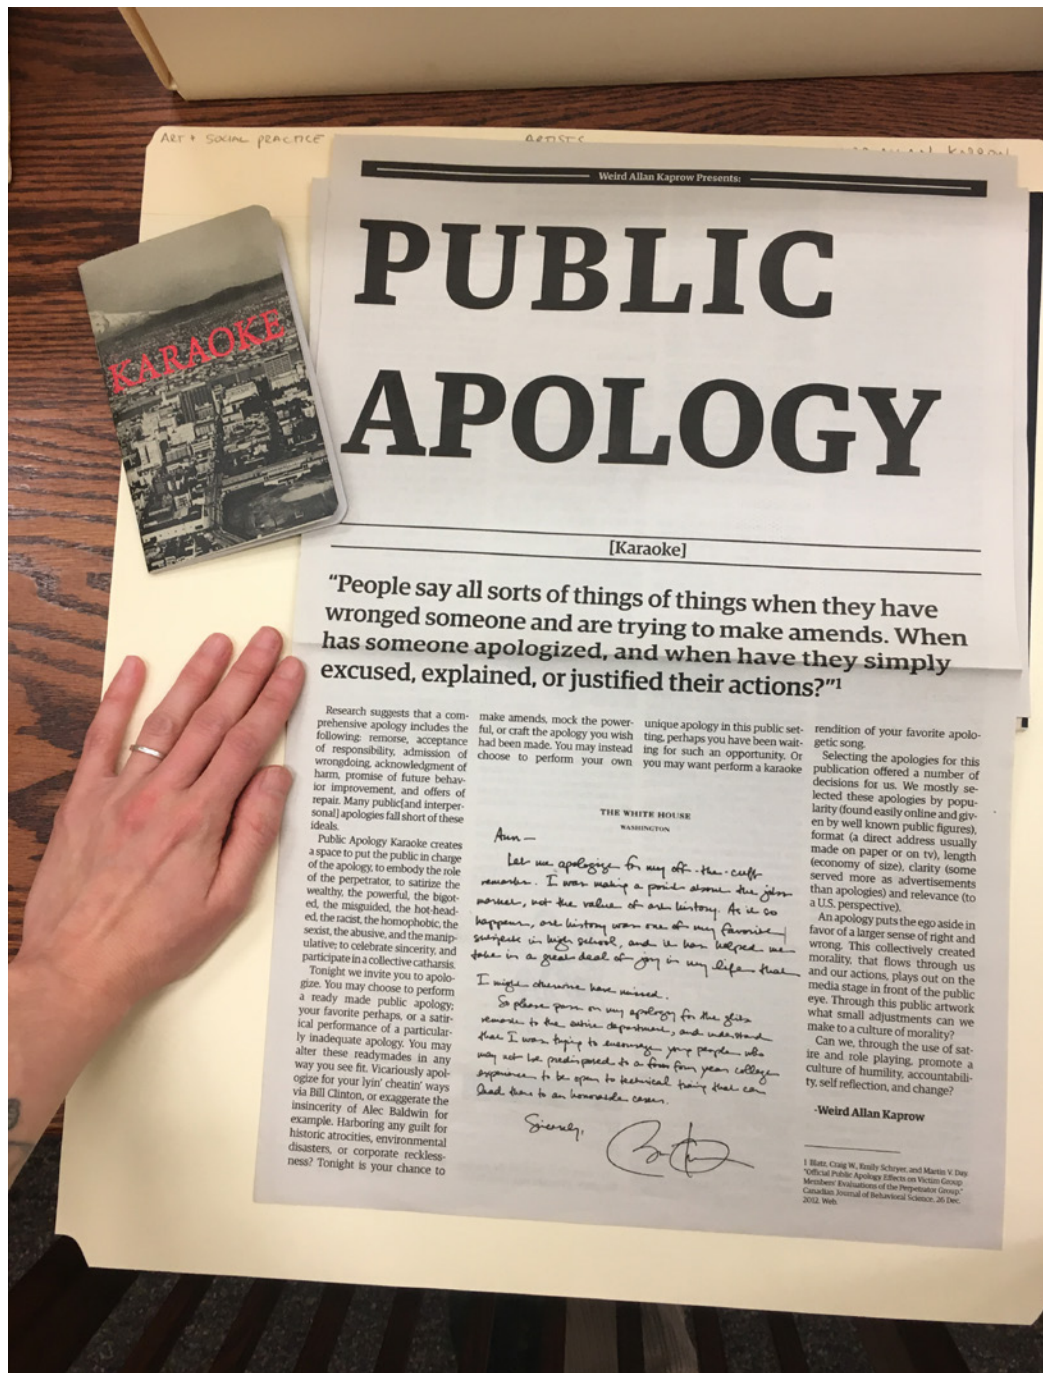 ART + SOCIAL PRACTICE
ARTISTS
KARAOKE
Weird Allan Kaprow Presents:
PUBLIC
APOLOGY
[Karaoke]
“People say all sorts of things of things when they have
wronged someone and are trying to make amends. When
has someone apologized, and when have they simply
excused, explained, or justified their actions?”1
Research suggests that a com-
prehensive apology includes the
following: remorse, acceptance
of responsibility, admission of
wrongdoing, acknowledgment of
harm, promise of future behav-
ior improvement, and offers of
repair. Many public[and interper-
sonal] apologies fall short of these
ideals.
Public Apology Karaoke creates
a space to put the public in charge
of the apology, to embody the role
of the perpetrator, to satirize the
wealthy, the powerful, the bigot-
ed, the misguided, the hot-head-
ed, the racist, the homophobic, the
sexist, the abusive, and the manip-
ulative; to celebrate sincerity, and
participate in a collective catharsis.
Tonight we invite you to apolo-
gize. You may choose to perform
a ready made public apology;
your favorite perhaps, or a satir-
ical performance of a particular-
ly inadequate apology. You may
alter these readymades in any
way you see fit. Vicariously apol-
ogize for your lyin' cheatin' ways
via Bill Clinton, or exaggerate the
insincerity of Alec Baldwin for
example. Harboring any guilt for
historic atrocities, environmental
disasters, or corporate reckless-
ness? Tonight is your chance to
make amends, mock the power-
ful, or craft the apology you wish
had been made. You may instead
choose to perform your own
unique apology in this public set-
ting, perhaps you have been wait-
ing for such an opportunity. Or
you may want perform a karaoke
rendition of your favorite apolo-
getic song.
Selecting the apologies for this
publication offered a number of
decisions for us. We mostly se-
lected these apologies by popu-
larity (found easily online and giv-
en by well known public figures),
format (a direct address usually
made on paper or on tv), length
(economy of size), clarity (some
served more as advertisements
than apologies) and relevance (to
a U.S. perspective).
An apology puts the ego aside in
favor of a larger sense of right and
wrong. This collectively created
morality, that flows through us
and our actions, plays out on the
media stage in front of the public
eye. Through this public artwork
what small adjustments can we
make to a culture of morality?
Can we, through the use of sat-
ire and role playing, promote a
culture of humility, accountabili-
ty, self reflection, and change?
-Weird Allan Kaprow
THE WHITE HOUSE
WASHINGTON
Ann —
Let me apologize for my off-the-cuff
remarks. I was making a point about the jobs
market, not the value of art history. As it so
happens, art history was one of my favorite
subjects in high school, and it has helped me
take in a great deal of joy in my life that
I might otherwise have missed.
So please pass on my apology for the glib
remark to the entire department, and understand
that I was trying to encourage young people who
may not be predisposed to a four year college
experience to be open to technical training that can
lead them to an honorable career.
Sincerely,
1 Blatz, Craig W., Emily Schryer, and Martin V. Day.
"Official Public Apology Effects on Victim Group
Members' Evaluations of the Perpetrator Group."
Canadian Journal of Behavioral Science, 26 Dec.
2012. Web.